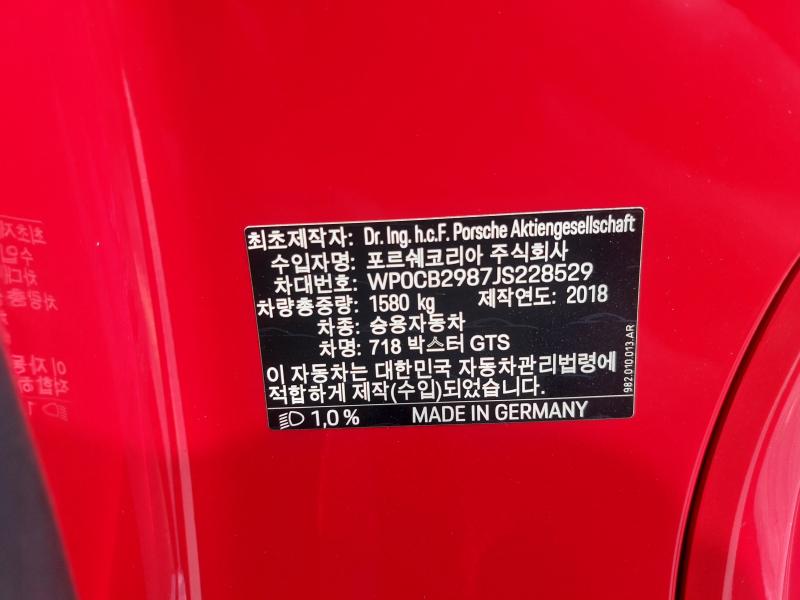 최초제작자: Dr. Ing. h.c.F. Porsche Aktiengesellschaft
수입자명: 포르쉐코리아 주식회사
차대번호: WP0CB2987JS228529
차량총중량: 1580 kg 제작연도: 2018
차종: 승용자동차
차명: 718 박스터 GTS
이 자동차는 대한민국 자동차관리법령에
적합하게 제작(수입)되었습니다.
1,0% MADE IN GERMANY
982.010.013.AR